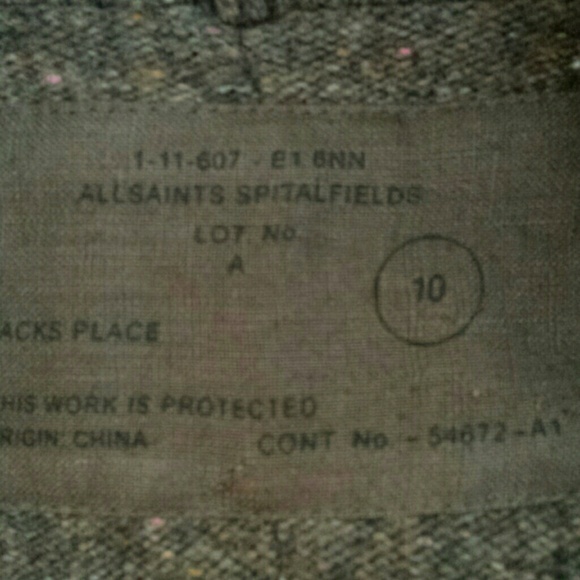 1-11-607 - E1 6NN
ALLSAINTS SPITALFIELDS
LOT No.
A
10
ACKS PLACE
HIS WORK IS PROTECTED
RIGIN: CHINA CONT No - 54672-A1